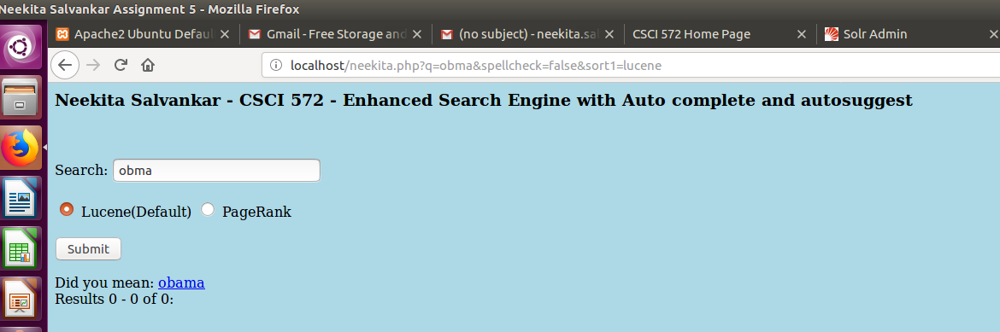 Neekita Salvankar Assignment 5 - Mozilla Firefox
Apache2 Ubuntu Defau
Gmail - Free Storage and
(no subject) - neekita.sal
CSCI 572 Home Page
Solr Admin
localhost/neekita.php?q=obma&spellcheck=false&sort1=lucene
Neekita Salvankar - CSCI 572 - Enhanced Search Engine with Auto complete and autosuggest
Search: obma
Lucene(Default) PageRank
Submit
Did you mean: obama
Results 0 - 0 of 0: